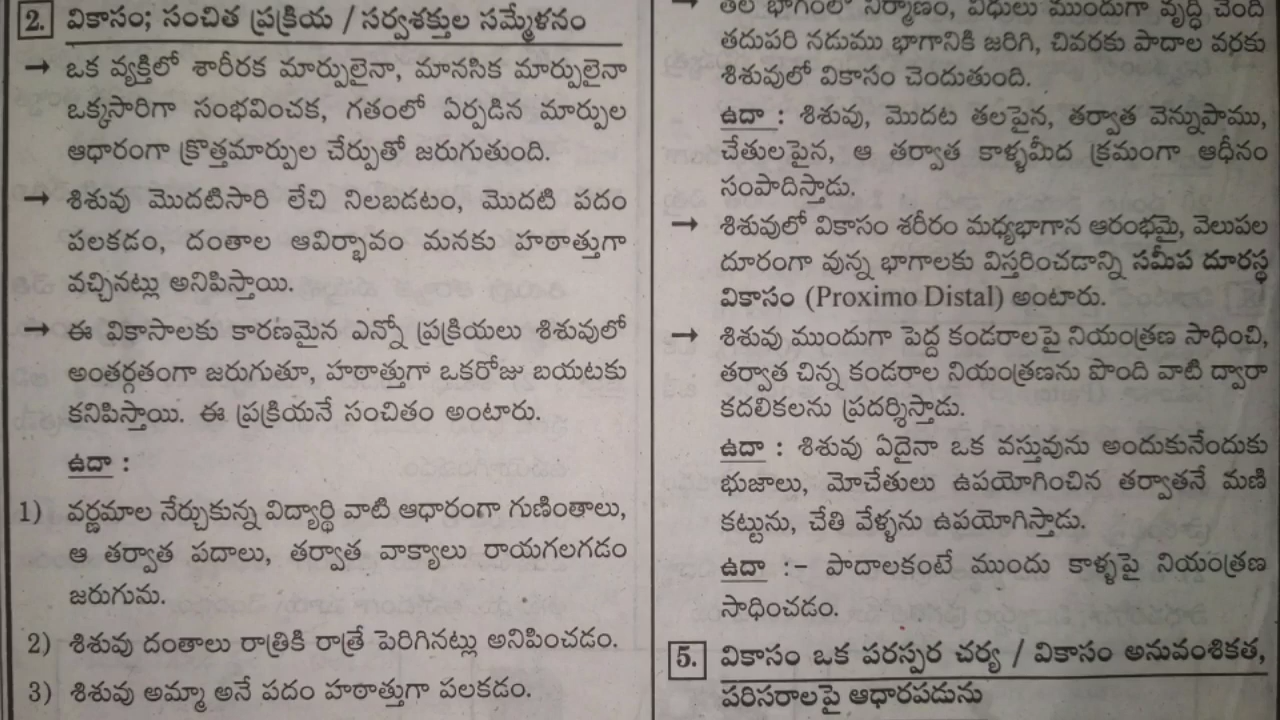 2. వికాసం; సంచిత ప్రక్రియ / సర్వశక్తుల సమ్మేళనం
→ ఒక వ్యక్తిలో శారీరక మార్పులైనా, మానసిక మార్పులైనా
ఒక్కసారిగా సంభవించక, గతంలో ఏర్పడిన మార్పుల
ఆధారంగా క్రొత్తమార్పుల చేర్పుతో జరుగుతుంది.
→ శిశువు మొదటిసారి లేచి నిలబడటం, మొదటి పదం
పలకడం, దంతాల ఆవిర్భావం మనకు హఠాత్తుగా
వచ్చినట్లు అనిపిస్తాయి.
→ ఈ వికాసాలకు కారణమైన ఎన్నో ప్రక్రియలు శిశువులో
అంతర్గతంగా జరుగుతూ, హఠాత్తుగా ఒకరోజు బయటకు
కనిపిస్తాయి. ఈ ప్రక్రియనే సంచితం అంటారు.
ఉదా :
1) వర్ణమాల నేర్చుకున్న విద్యార్థి వాటి ఆధారంగా గుణింతాలు,
ఆ తర్వాత పదాలు, తర్వాత వాక్యాలు రాయగలగడం
జరుగును.
2) శిశువు దంతాలు రాత్రికి రాత్రే పెరిగినట్లు అనిపించడం.
3) శిశువు అమ్మా అనే పదం హఠాత్తుగా పలకడం.
→ తల భాగంలో నిర్మాణం, విధులు ముందుగా వృద్ధి చెంది
తదుపరి నడుము భాగానికి జరిగి, చివరకు పాదాల వరకు
శిశువులో వికాసం చెందుతుంది.
ఉదా : శిశువు, మొదట తలపైన, తర్వాత వెన్నుపాము,
చేతులపైన, ఆ తర్వాత కాళ్ళమీద క్రమంగా ఆధీనం
సంపాదిస్తాడు.
→ శిశువులో వికాసం శరీరం మధ్యభాగాన ఆరంభమై, వెలుపల
దూరంగా వున్న భాగాలకు విస్తరించడాన్ని సమీప దూరస్థ
వికాసం (Proximo Distal) అంటారు.
→ శిశువు ముందుగా పెద్ద కండరాలపై నియంత్రణ సాధించి,
తర్వాత చిన్న కండరాల నియంత్రణను పొంది వాటి ద్వారా
కదలికలను ప్రదర్శిస్తాడు.
ఉదా : శిశువు ఏదైనా ఒక వస్తువును అందుకునేందుకు
భుజాలు, మోచేతులు ఉపయోగించిన తర్వాతనే మణి
కట్టును, చేతి వేళ్ళను ఉపయోగిస్తాడు.
ఉదా :– పాదాలకంటే ముందు కాళ్ళపై నియంత్రణ
సాధించడం.
5. వికాసం ఒక పరస్పర చర్య / వికాసం అనువంశికత,
పరిసరాలపై ఆధారపడును